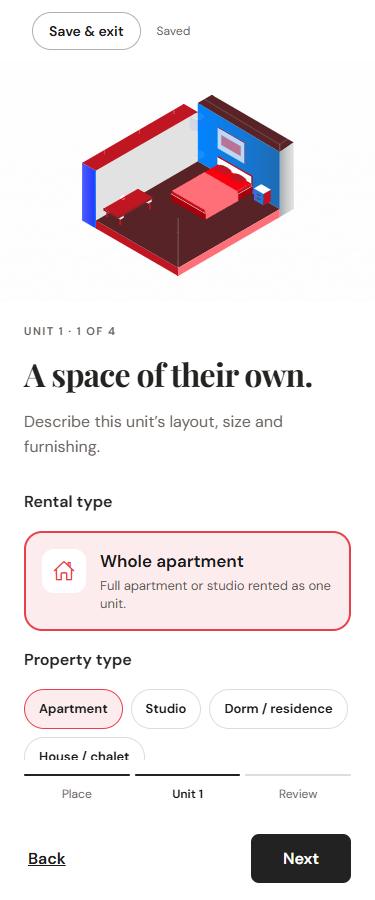 Save & exit
Saved
UNIT 1 · 1 OF 4
A space of their own.
Describe this unit’s layout, size and
furnishing.
Rental type
Whole apartment
Full apartment or studio rented as one
unit.
Property type
Apartment
Studio
Dorm / residence
House / chalet
Place
Unit 1
Review
Back
Next